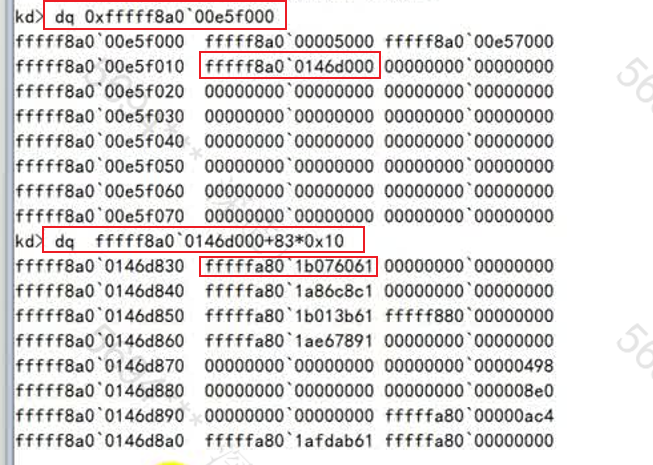 kd> dq 0xfffff8a0`00e5f000
fffff8a0`00e5f000 fffff8a0`00005000 fffff8a0`00e57000
fffff8a0`00e5f010 fffff8a0`0146d000 00000000`00000000
fffff8a0`00e5f020 00000000`00000000 00000000`00000000
fffff8a0`00e5f030 00000000`00000000 00000000`00000000
fffff8a0`00e5f040 00000000`00000000 00000000`00000000
fffff8a0`00e5f050 00000000`00000000 00000000`00000000
fffff8a0`00e5f060 00000000`00000000 00000000`00000000
fffff8a0`00e5f070 00000000`00000000 00000000`00000000
kd> dq fffff8a0`0146d000+83*0x10
fffff8a0`0146d830 fffffa80`1b076061 00000000`00000000
fffff8a0`0146d840 fffffa80`1a86c8c1 00000000`00000000
fffff8a0`0146d850 fffffa80`1b013b61 fffff880`00000000
fffff8a0`0146d860 fffffa80`1ae67891 00000000`00000000
fffff8a0`0146d870 00000000`00000000 00000000`00000498
fffff8a0`0146d880 00000000`00000000 00000000`000008e0
fffff8a0`0146d890 00000000`00000000 fffffa80`00000ac4
fffff8a0`0146d8a0 fffffa80`1afdab61 fffffa80`00000000